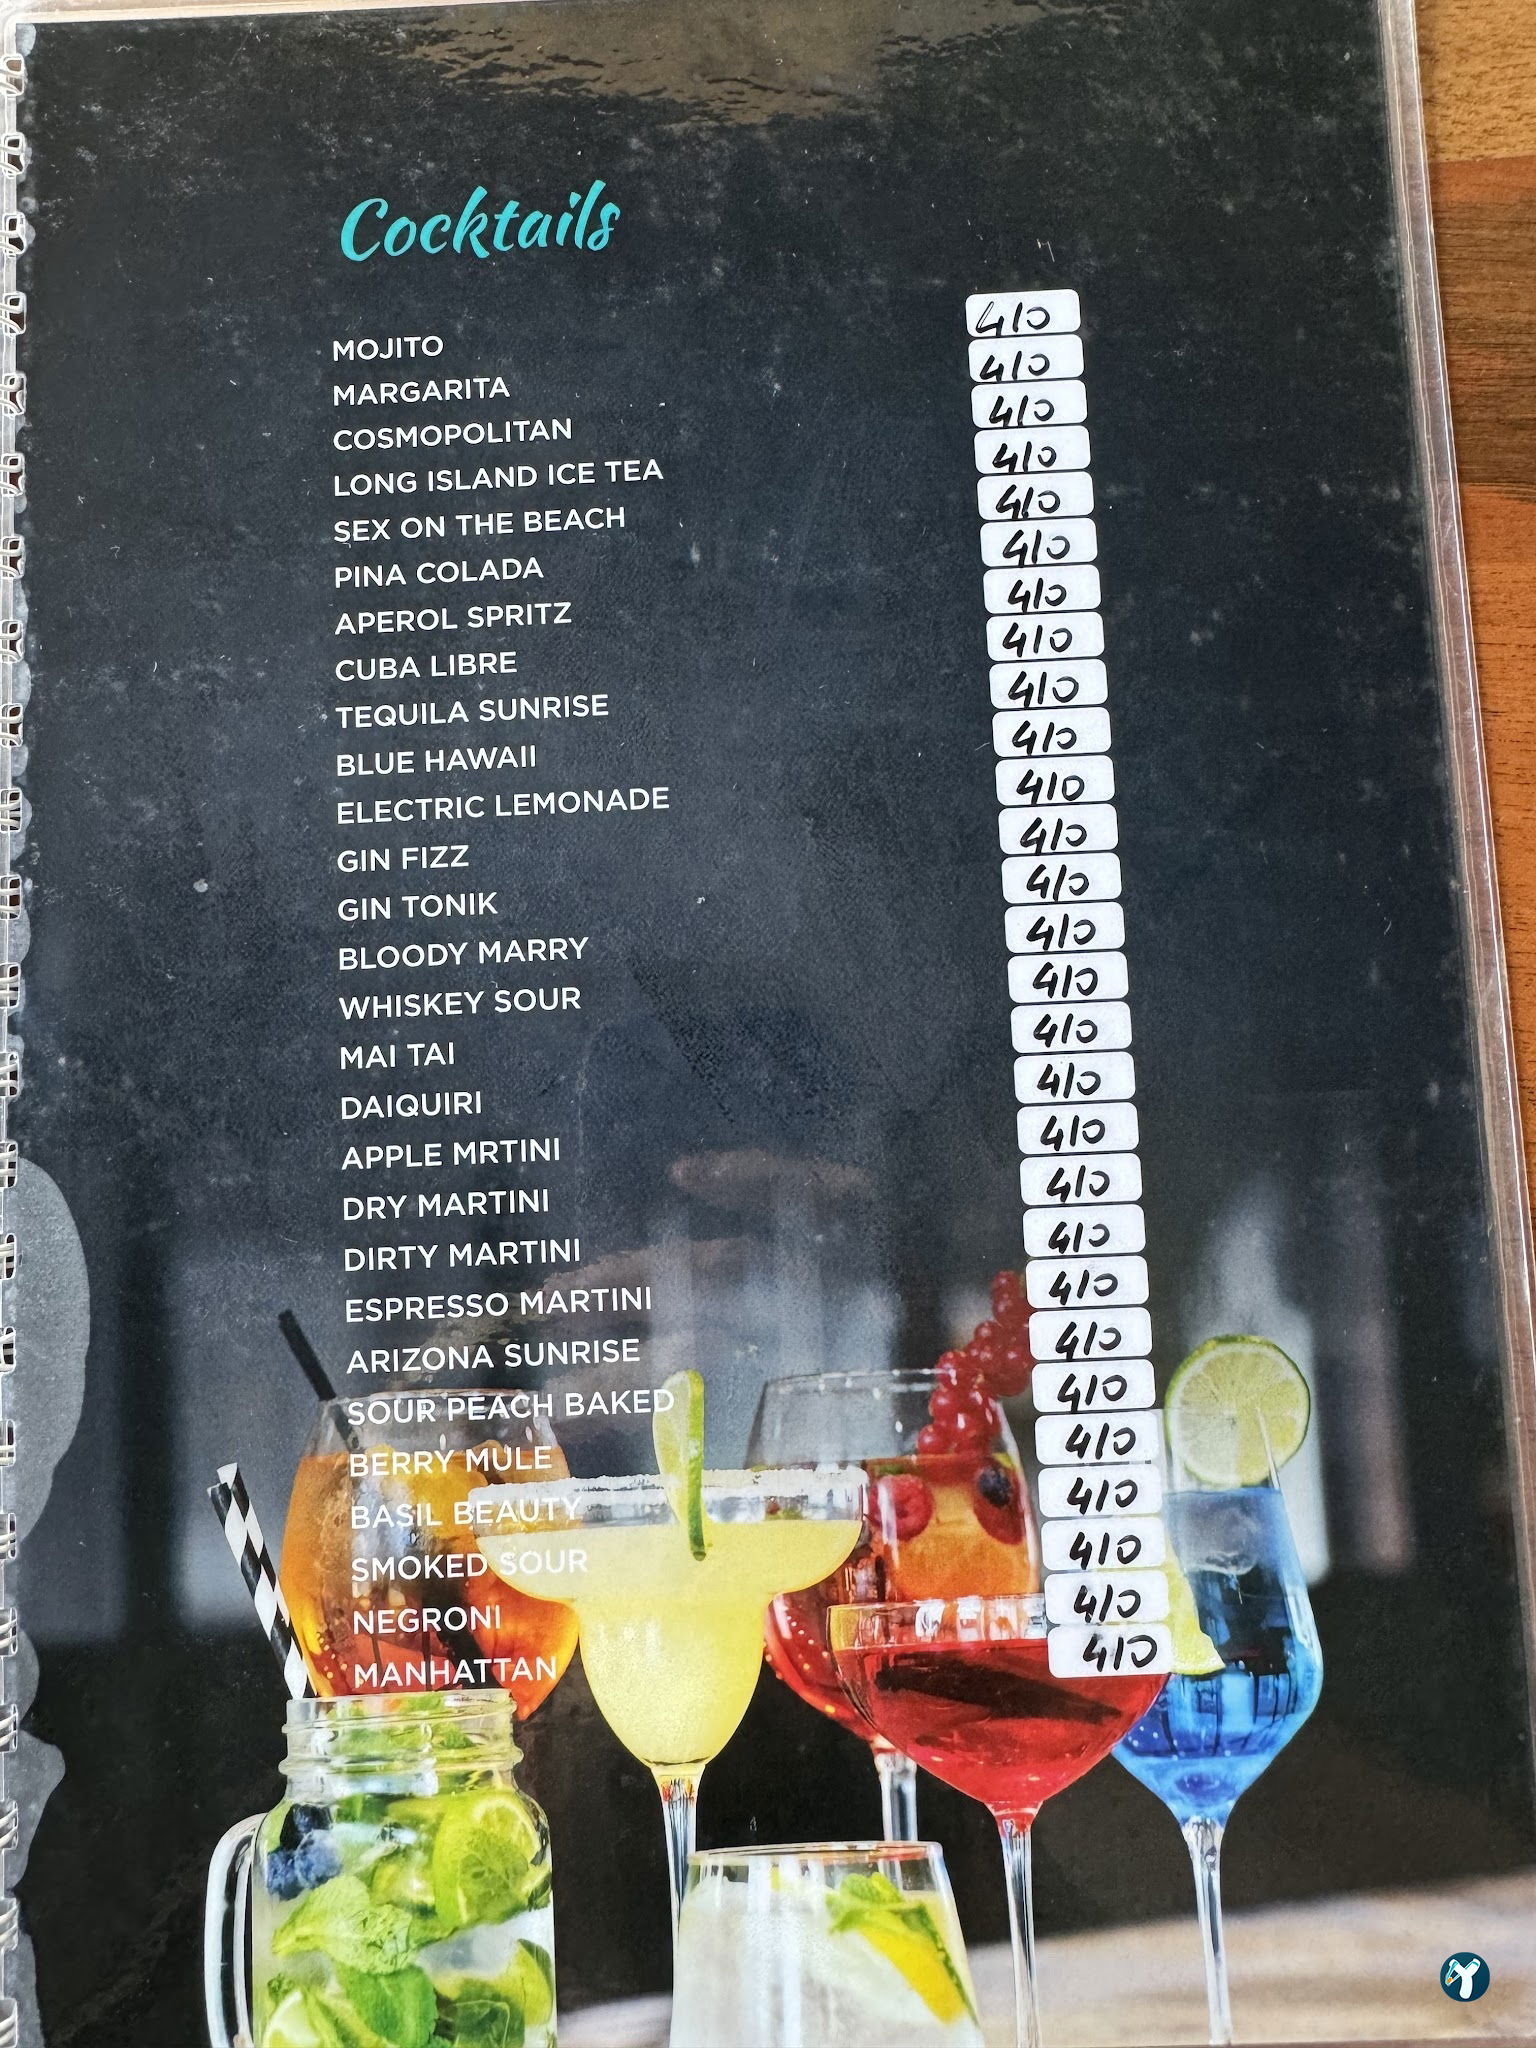 Cocktails
MOJITO 410
MARGARITA 410
COSMOPOLITAN 410
LONG ISLAND ICE TEA 410
SEX ON THE BEACH 410
PINA COLADA 410
APEROL SPRITZ 410
CUBA LIBRE 410
TEQUILA SUNRISE 410
BLUE HAWAII 410
ELECTRIC LEMONADE 410
GIN FIZZ 410
GIN TONIK 410
BLOODY MARRY 410
WHISKEY SOUR 410
MAI TAI 410
DAIQUIRI 410
APPLE MRTINI 410
DRY MARTINI 410
DIRTY MARTINI 410
ESPRESSO MARTINI 410
ARIZONA SUNRISE 410
SOUR PEACH BAKED 410
BERRY MULE 410
BASIL BEAUTY 410
SMOKED SOUR 410
NEGRONI 410
MANHATTAN 410